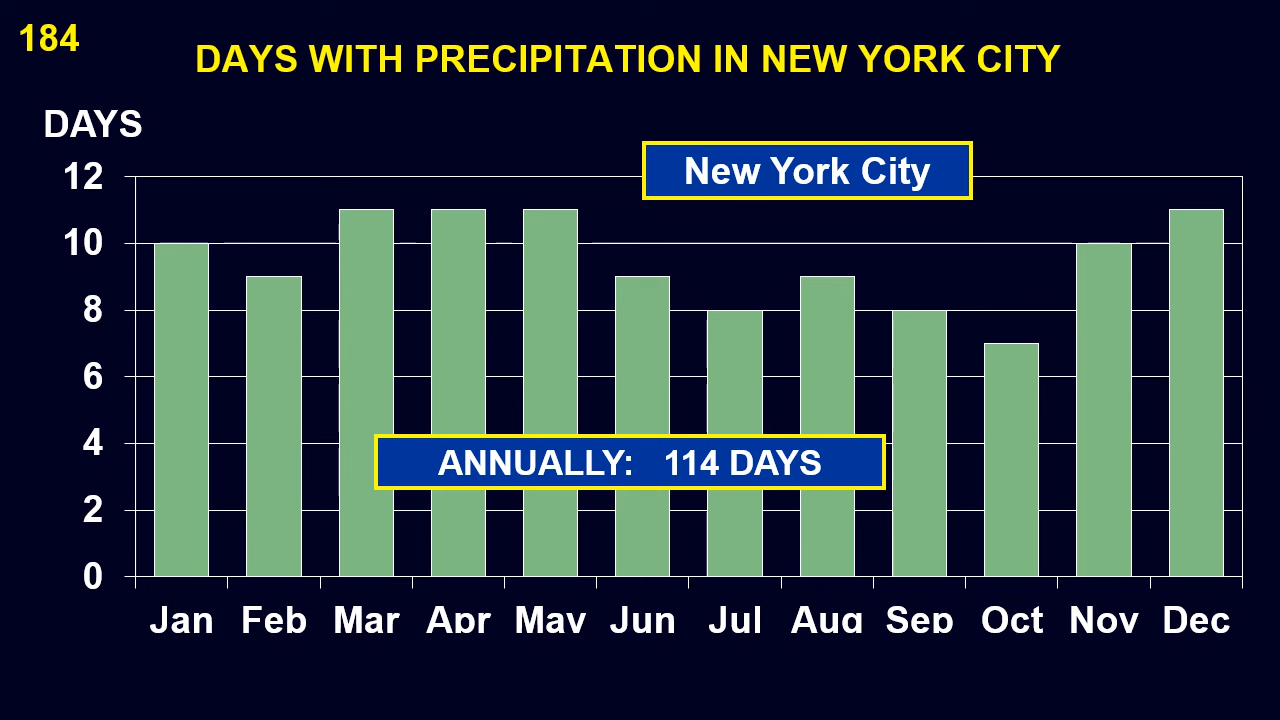 184
DAYS WITH PRECIPITATION IN NEW YORK CITY
DAYS
New York City
12
10
8
6
4
2
0
ANNUALLY: 114 DAYS
Jan Feb Mar Apr May Jun Jul Aug Sep Oct Nov Dec